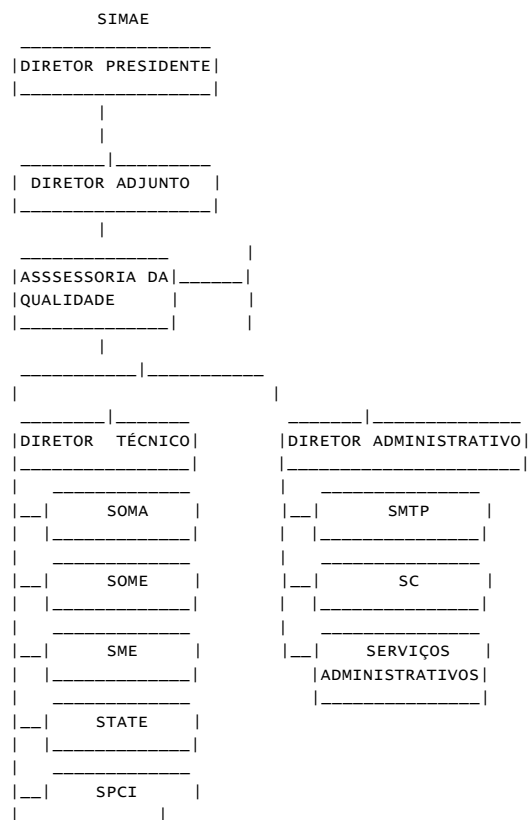 SIMAE
DIRETOR PRESIDENTE
DIRETOR ADJUNTO
ASSSESSORIA DA
QUALIDADE
DIRETOR TÉCNICO
DIRETOR ADMINISTRATIVO
SOMA
SMTP
SOME
SC
SME
SERVIÇOS
ADMINISTRATIVOS
STATE
SPCI